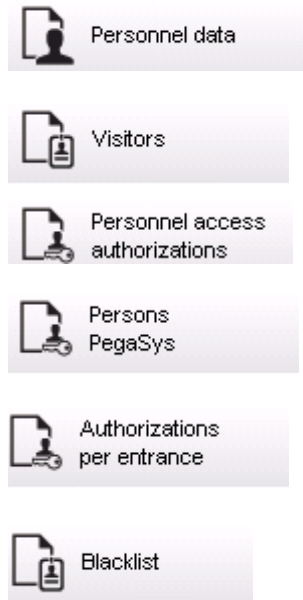 Personnel data
Visitors
Personnel access
authorizations
Persons
PegaSys
Authorizations
per entrance
Blacklist